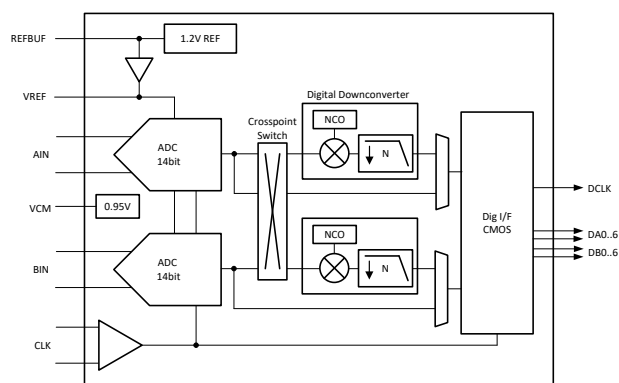 REFBUF
1.2V REF
VREF
Digital Downconverter
Crosspoint
Switch
NCO
ADC
14bit
AIN
N
VCM
0.95V
Dig I/F
CMOS
DCLK
DA0..6
DB0..6
NCO
BIN
ADC
14bit
N
CLK